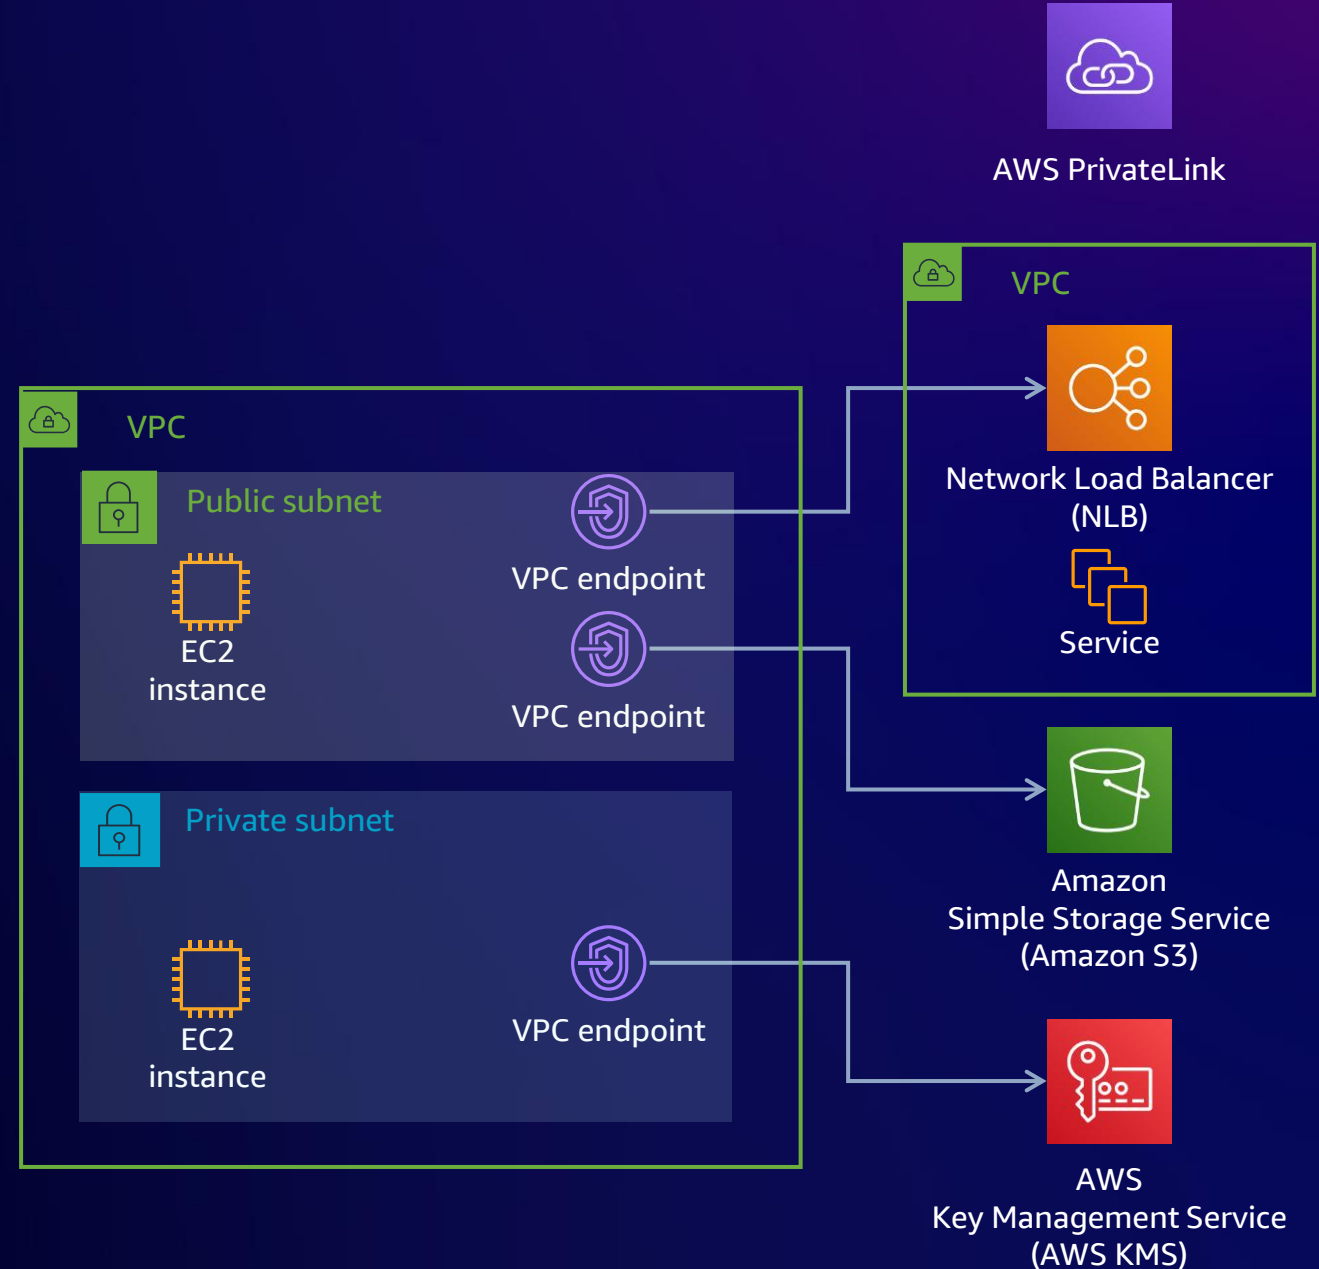 AWS PrivateLink
VPC
Network Load Balancer
(NLB)
Service
VPC
Public subnet
VPC endpoint
EC2
instance
VPC endpoint
Private subnet
EC2
instance
VPC endpoint
Amazon
Simple Storage Service
(Amazon S3)
AWS
Key Management Service
(AWS KMS)